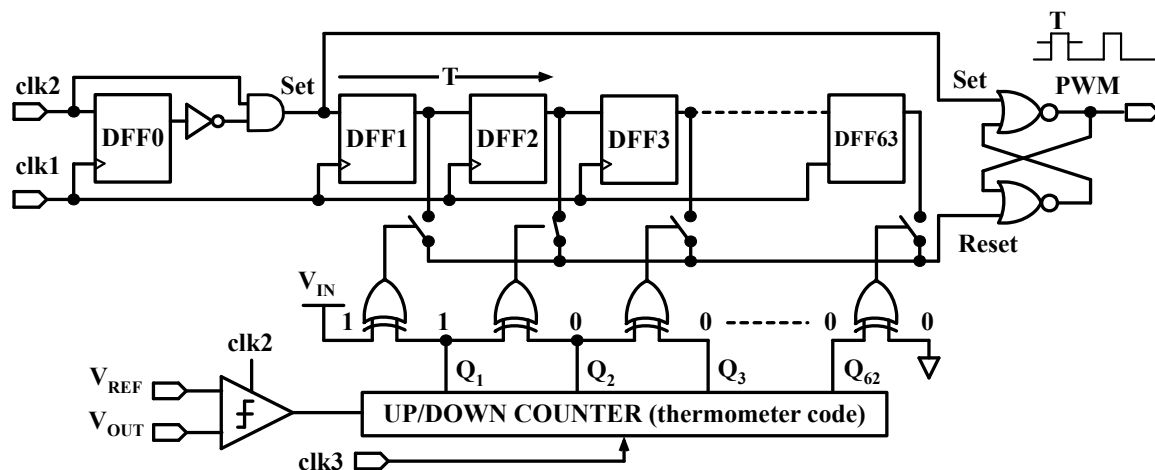 T
clk2
Set
T
Set
PWM
DFF0
DFF1
DFF2
DFF3
DFF63
clk1
Reset
V_IN
1 1 0 0 0 0
clk2
Q_1
Q_2
Q_3
Q_62
V_REF
V_OUT
UP/DOWN COUNTER (thermometer code)
clk3